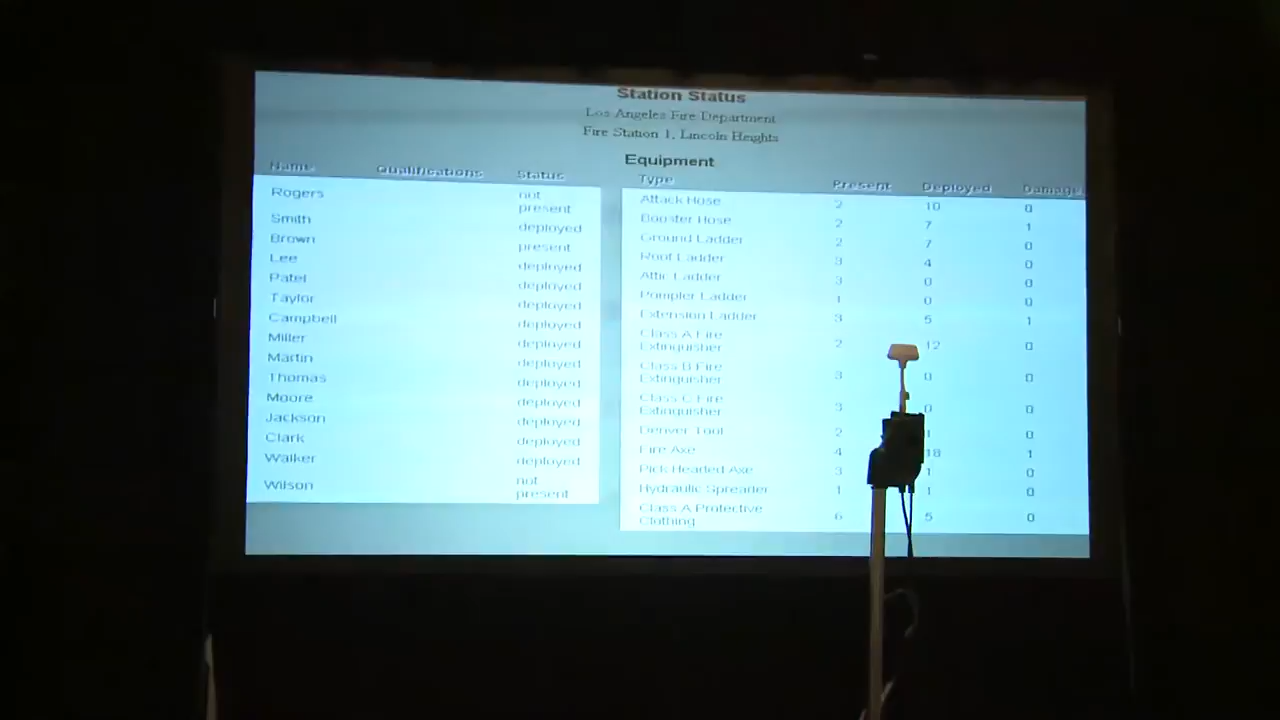 Station Status
Los Angeles Fire Department
Fire Station 1, Lincoln Heights
Name Qualifications Status
Rogers not present
Smith deployed
Brown present
Lee deployed
Patel deployed
Taylor deployed
Campbell deployed
Miller deployed
Martin deployed
Thomas deployed
Moore deployed
Jackson deployed
Clark deployed
Walker deployed
Wilson not present
Equipment
Type Present Deployed Damage
Attack Hose 2 10 0
Booster Hose 2 7 1
Ground Ladder 2 7 0
Roof Ladder 3 4 0
Attic Ladder 3 0 0
Pompier Ladder 1 0 0
Extension Ladder 3 5 1
Class A Fire
Extinguisher 2 12 0
Class B Fire
Extinguisher 3 0 0
Class C Fire
Extinguisher 3 0 0
Denver Tool 2 1 0
Fire Axe 4 18 1
Pick Headed Axe 3 1 0
Hydraulic Spreader 1 1 0
Class A Protective
Clothing 6 5 0